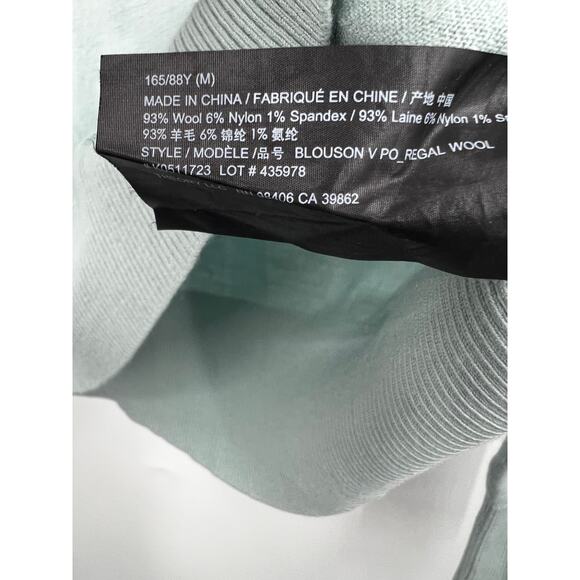 165/88Y (M)
MADE IN CHINA / FABRIQUÉ EN CHINE / 产地 中国
93% Wool 6% Nylon 1% Spandex / 93% Laine 6% Nylon 1% S
93% 羊毛 6% 锦纶 1% 氨纶
STYLE / MODÈLE / 品号 BLOUSON V PO_REGAL WOOL
K0511723 LOT # 435978
98406 CA 39862